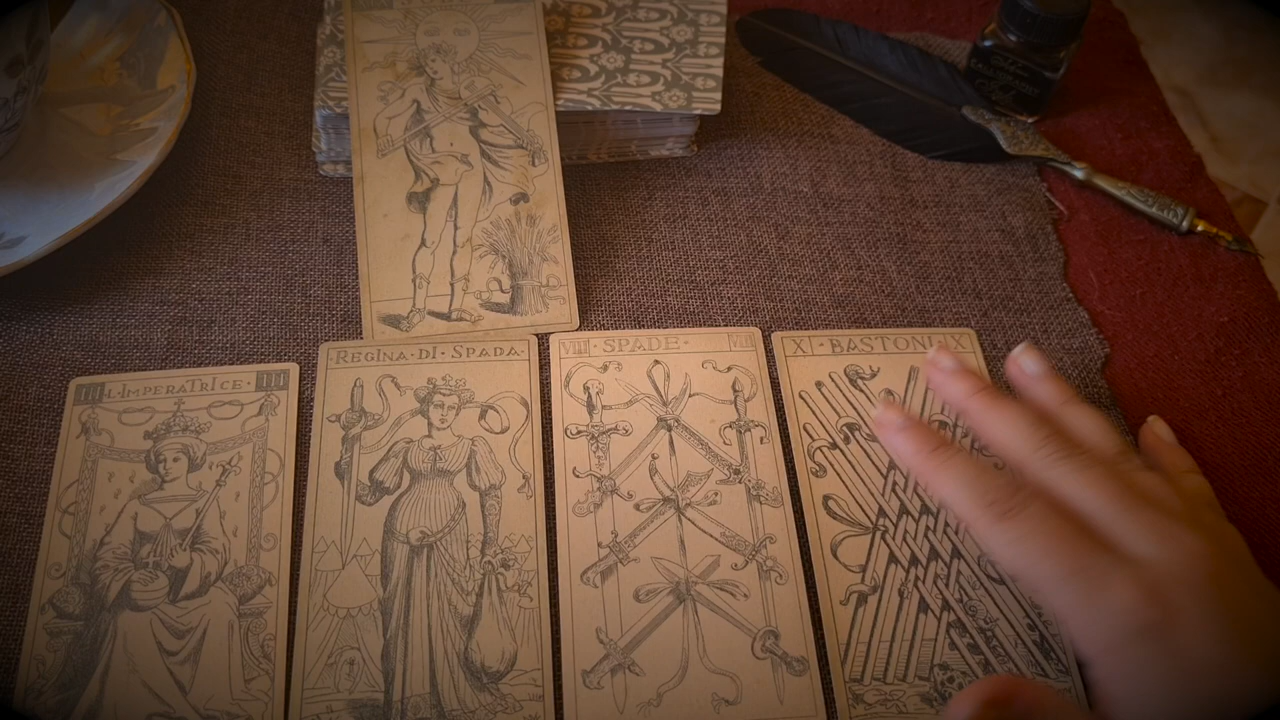 III · L'IMPERATRICE · III
REGINA · DI · SPADA ·
VIII · SPADE · VIII
X · BASTONI · X